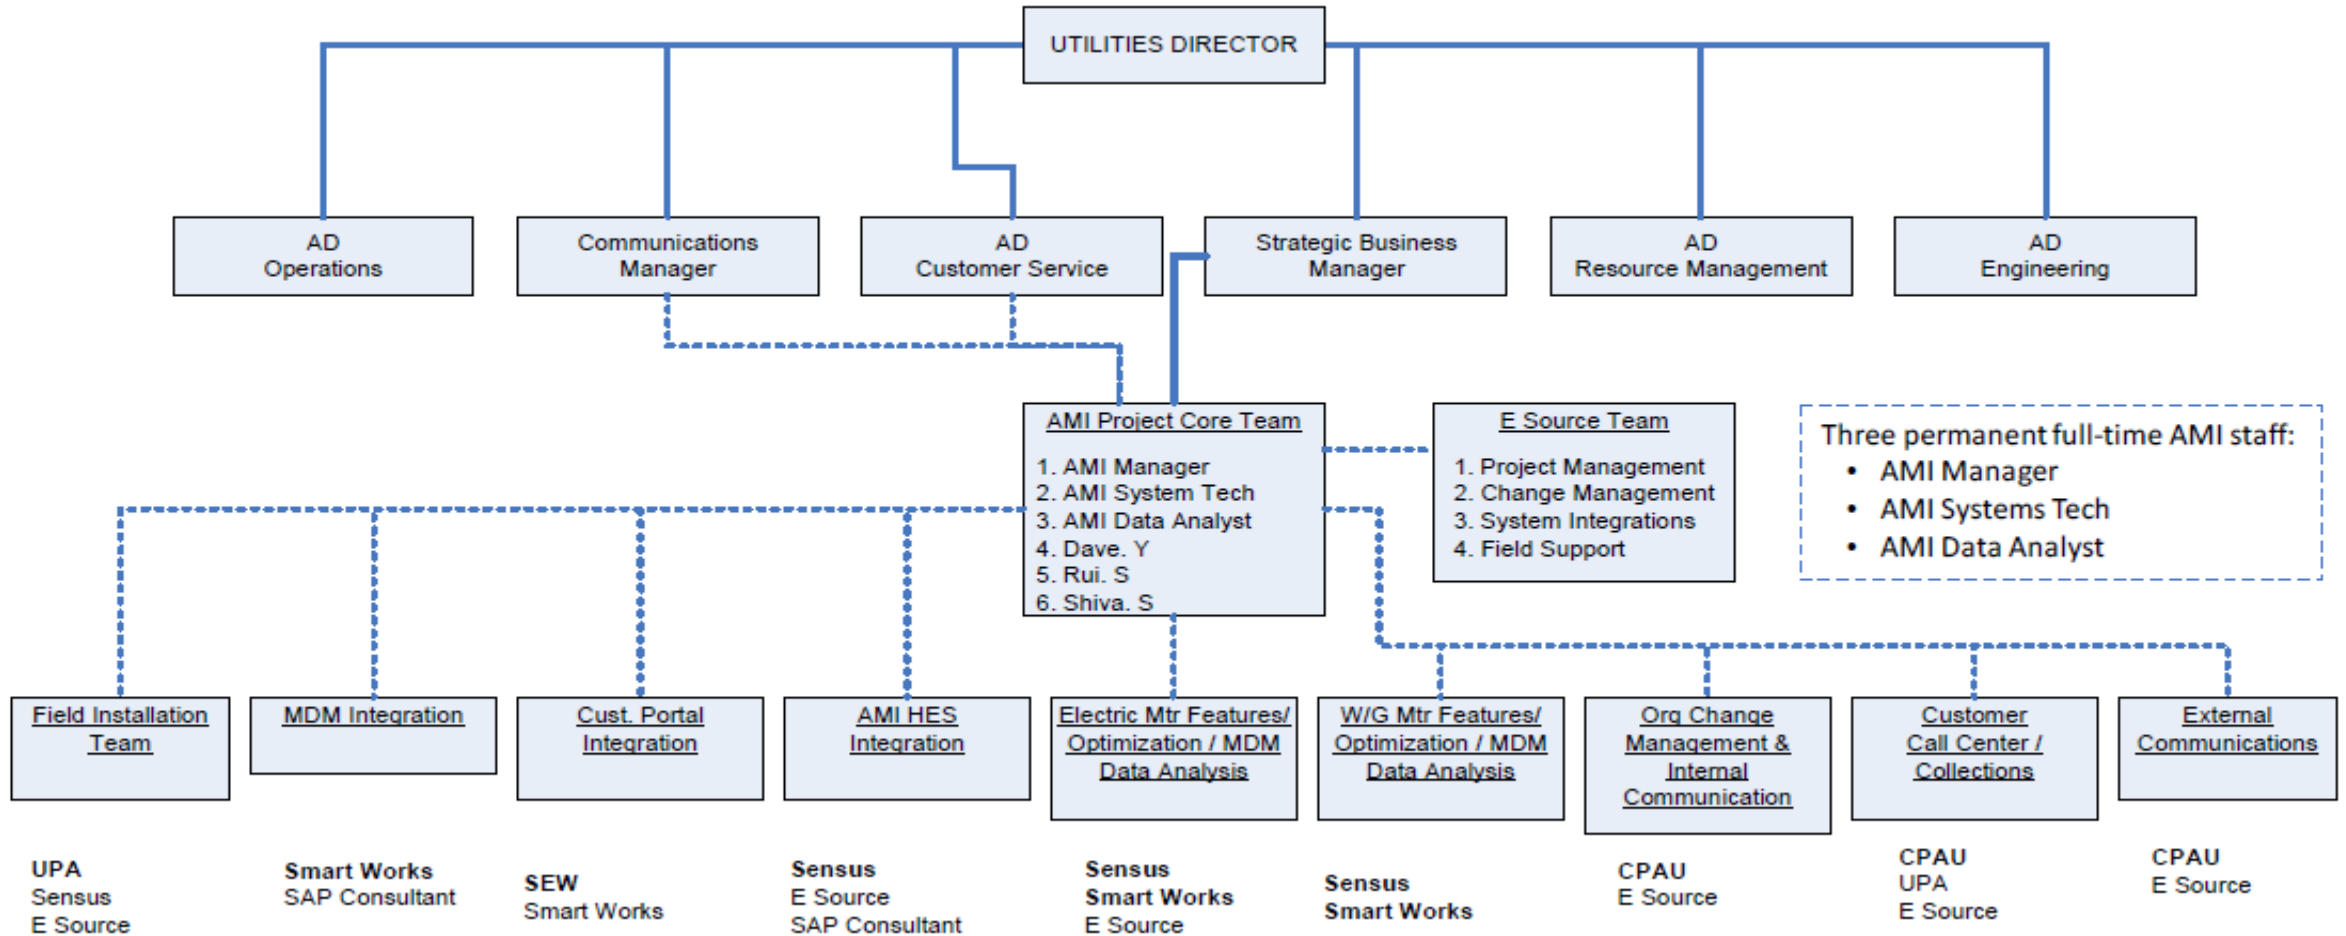 UTILITIES DIRECTOR
AD
Operations
Communications
Manager
AD
Customer Service
Strategic Business
Manager
AD
Resource Management
AD
Engineering
AMI Project Core Team
1. AMI Manager
2. AMI System Tech
3. AMI Data Analyst
4. Dave. Y
5. Rui. S
6. Shiva. S
E Source Team
1. Project Management
2. Change Management
3. System Integrations
4. Field Support
Three permanent full-time AMI staff:
• AMI Manager
• AMI Systems Tech
• AMI Data Analyst
Field Installation
Team
MDM Integration
Cust. Portal
Integration
AMI HES
Integration
Electric Mtr Features/
Optimization / MDM
Data Analysis
W/G Mtr Features/
Optimization / MDM
Data Analysis
Org Change
Management &
Internal
Communication
Customer
Call Center /
Collections
External
Communications
UPA
Sensus
E Source
Smart Works
SAP Consultant
SEW
Smart Works
Sensus
E Source
SAP Consultant
Sensus
Smart Works
E Source
Sensus
Smart Works
CPAU
E Source
CPAU
UPA
E Source
CPAU
E Source